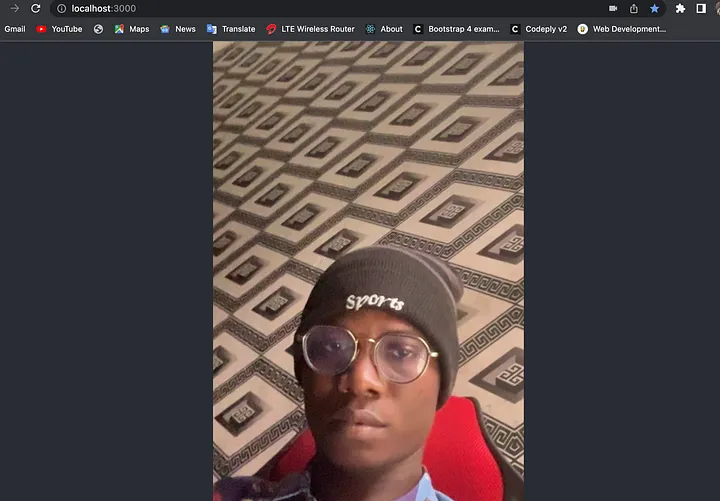 localhost:3000
Gmail YouTube Maps News Translate LTE Wireless Router About Bootstrap 4 exam... Codeply v2 Web Development...
Sports